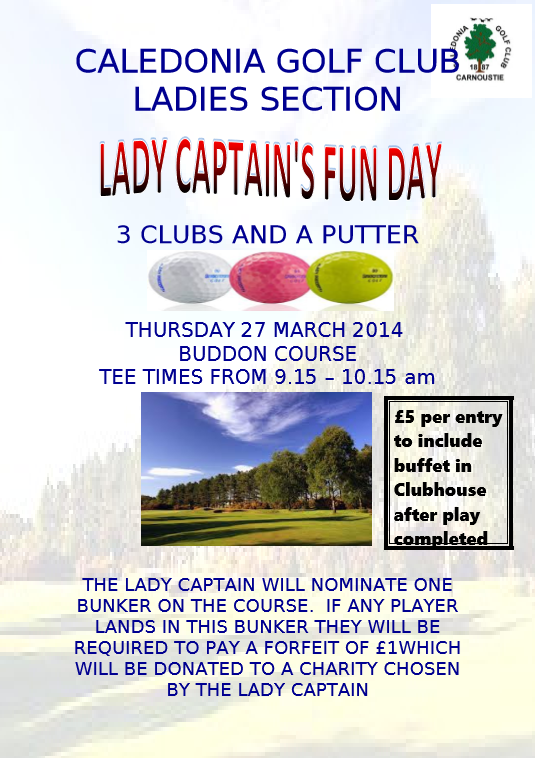 CALEDONIA GOLF CLUB
LADIES SECTION
CALEDONIA GOLF CLUB
1887
CARNOUSTIE
LADY CAPTAIN'S FUN DAY
3 CLUBS AND A PUTTER
THURSDAY 27 MARCH 2014
BUDDON COURSE
TEE TIMES FROM 9.15 – 10.15 am
£5 per entry
to include
buffet in
Clubhouse
after play
completed
THE LADY CAPTAIN WILL NOMINATE ONE
BUNKER ON THE COURSE.  IF ANY PLAYER
LANDS IN THIS BUNKER THEY WILL BE
REQUIRED TO PAY A FORFEIT OF £1WHICH
WILL BE DONATED TO A CHARITY CHOSEN
BY THE LADY CAPTAIN